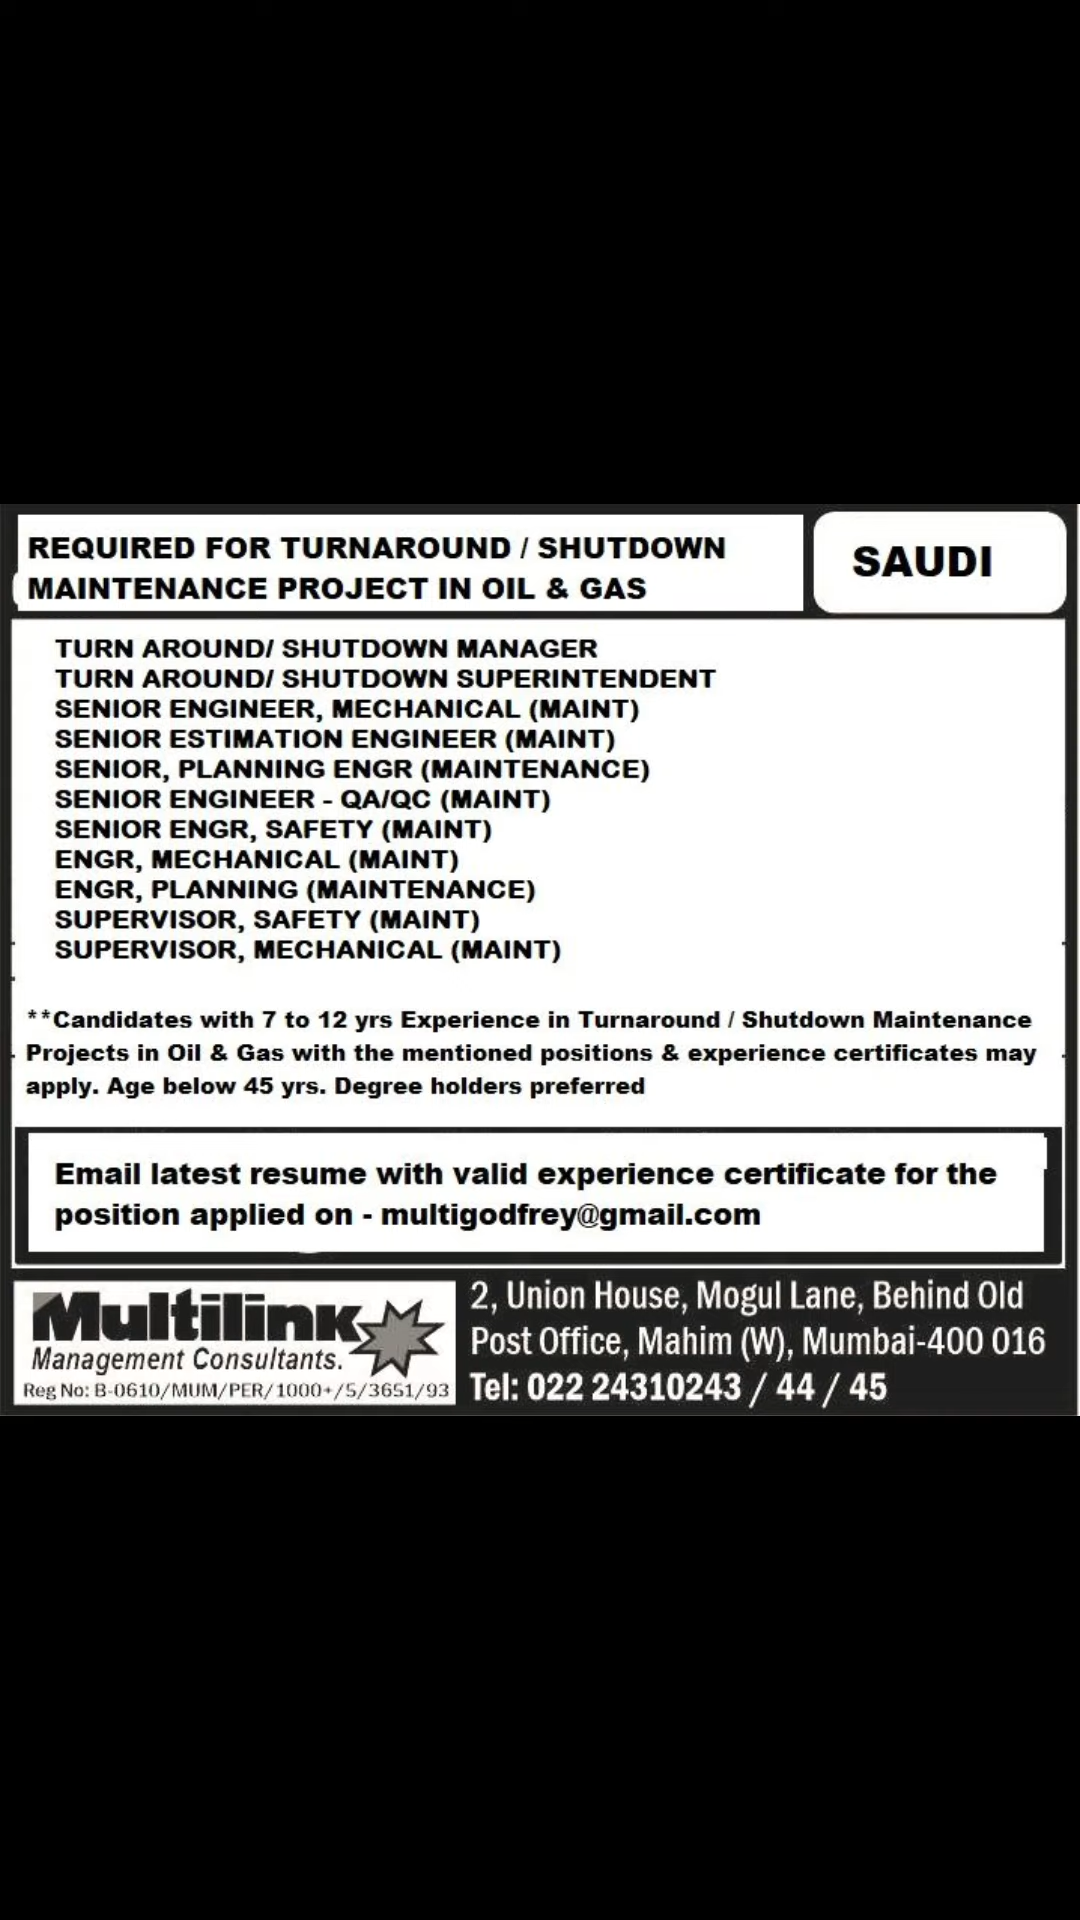 REQUIRED FOR TURNAROUND / SHUTDOWN
MAINTENANCE PROJECT IN OIL & GAS
SAUDI
TURN AROUND/ SHUTDOWN MANAGER
TURN AROUND/ SHUTDOWN SUPERINTENDENT
SENIOR ENGINEER, MECHANICAL (MAINT)
SENIOR ESTIMATION ENGINEER (MAINT)
SENIOR, PLANNING ENGR (MAINTENANCE)
SENIOR ENGINEER - QA/QC (MAINT)
SENIOR ENGR, SAFETY (MAINT)
ENGR, MECHANICAL (MAINT)
ENGR, PLANNING (MAINTENANCE)
SUPERVISOR, SAFETY (MAINT)
SUPERVISOR, MECHANICAL (MAINT)
**Candidates with 7 to 12 yrs Experience in Turnaround / Shutdown Maintenance
Projects in Oil & Gas with the mentioned positions & experience certificates may
apply. Age below 45 yrs. Degree holders preferred
Email latest resume with valid experience certificate for the
position applied on - multigodfrey@gmail.com
Multilink
Management Consultants.
Reg No: B-0610/MUM/PER/1000+/5/3651/93
2, Union House, Mogul Lane, Behind Old
Post Office, Mahim (W), Mumbai-400 016
Tel: 022 24310243 / 44 / 45